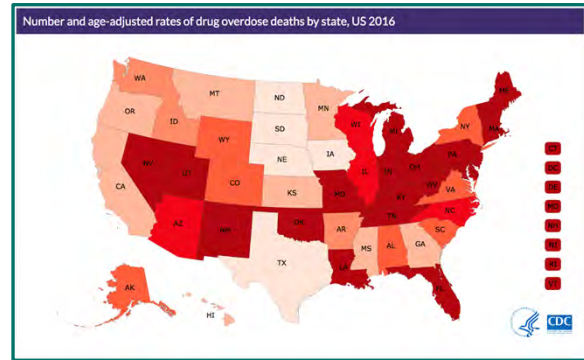 Number and age-adjusted rates of drug overdose deaths by state, US 2016
WA
MT
ND
MN
OR
ID
SD
WI
MI
NY
ME
MA
WY
IA
PA
NE
NV
UT
IL
IN
OH
CT
CO
WV
VA
DC
CA
KS
MO
KY
DE
NC
MD
TN
AZ
NM
OK
AR
SC
NH
MS
AL
GA
NJ
TX
LA
RI
FL
VT
AK
HI
CDC